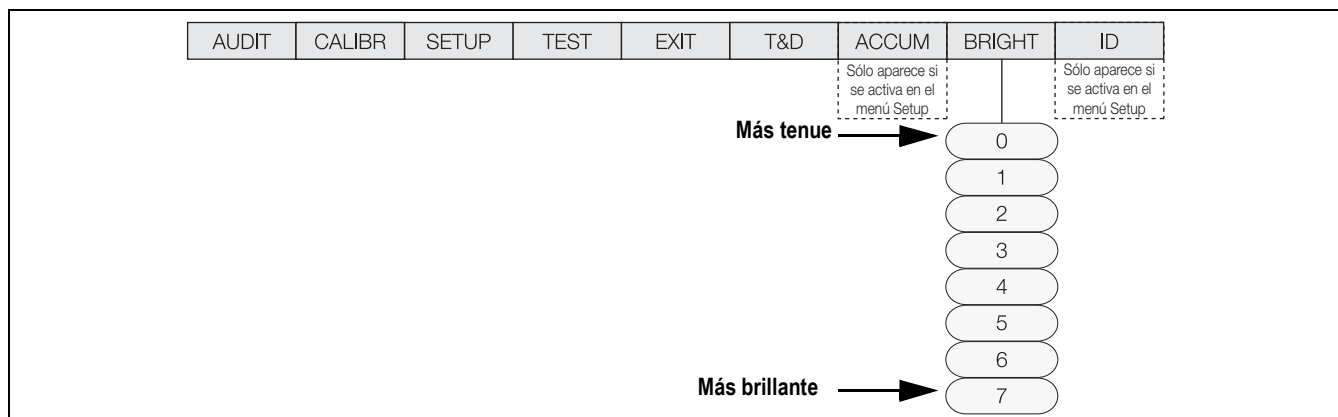 AUDIT CALIBR SETUP TEST EXIT T&D ACCUM BRIGHT ID
Sólo aparece si
se activa en el
menú Setup
Sólo aparece si
se activa en el
menú Setup
Más tenue
0
1
2
3
4
5
6
Más brillante
7